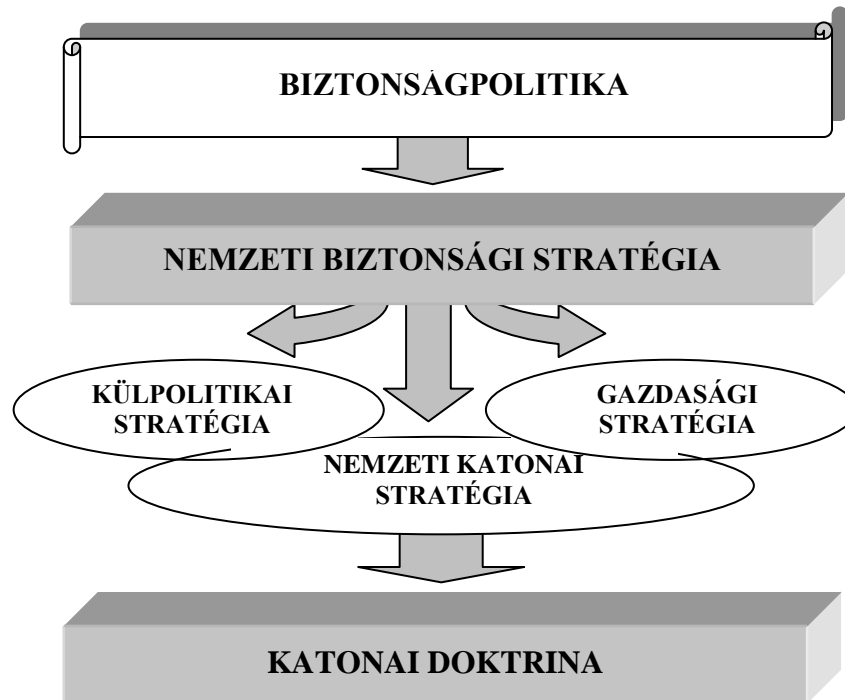 BIZTONSÁGPOLITIKA
NEMZETI BIZTONSÁGI STRATÉGIA
KÜLPOLITIKAI
STRATÉGIA
GAZDASÁGI
STRATÉGIA
NEMZETI KATONAI
STRATÉGIA
KATONAI DOKTRINA